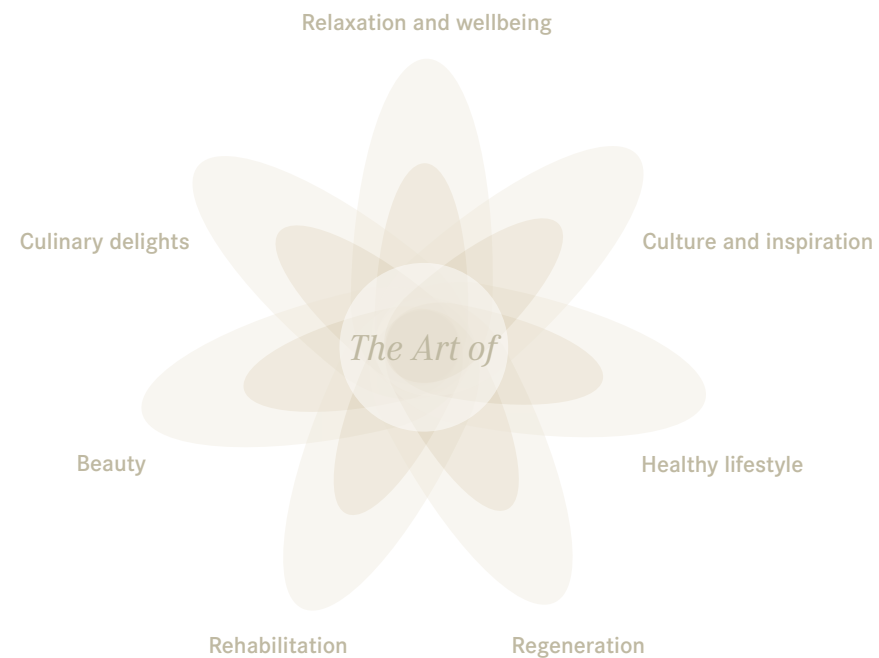 Relaxation and wellbeing
Culinary delights
Culture and inspiration
The Art of
Beauty
Healthy lifestyle
Rehabilitation
Regeneration